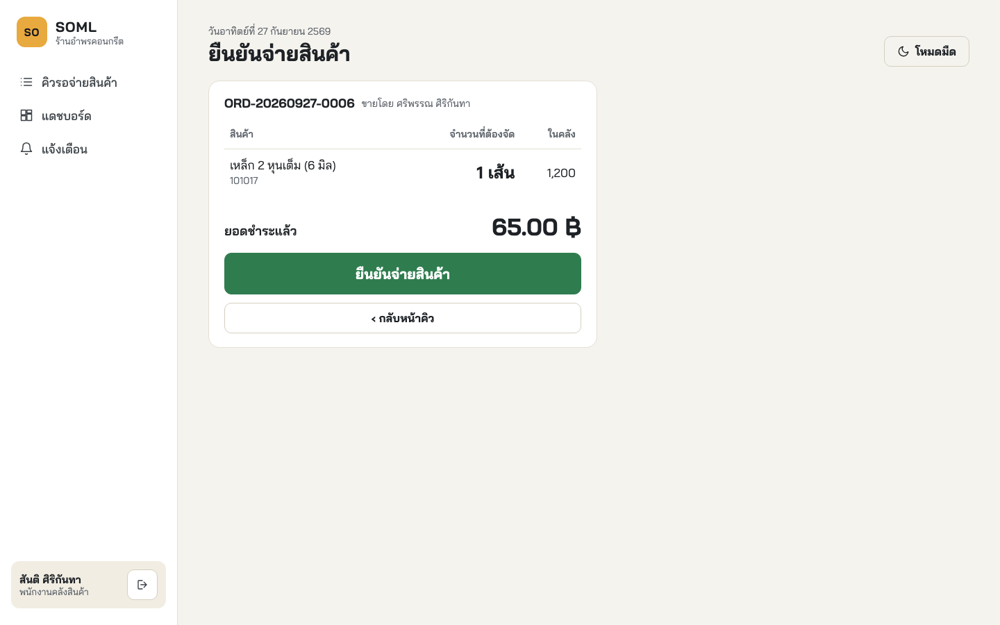 SO
SOML
ร้านอำพรคอนกรีต
คิวรอจ่ายสินค้า
แดชบอร์ด
แจ้งเตือน
สันติ ศิริกันทา
พนักงานคลังสินค้า
วันอาทิตย์ที่ 27 กันยายน 2569
ยืนยันจ่ายสินค้า
โหมดมืด
ORD-20260927-0006 ขายโดย ศริพรรณ ศิริกันทา
สินค้า จำนวนที่ต้องจัด ในคลัง
เหล็ก 2 หุนเต็ม (6 มิล) 1 เส้น 1,200
101017
ยอดชำระแล้ว 65.00 ฿
ยืนยันจ่ายสินค้า
‹ กลับหน้าคิว